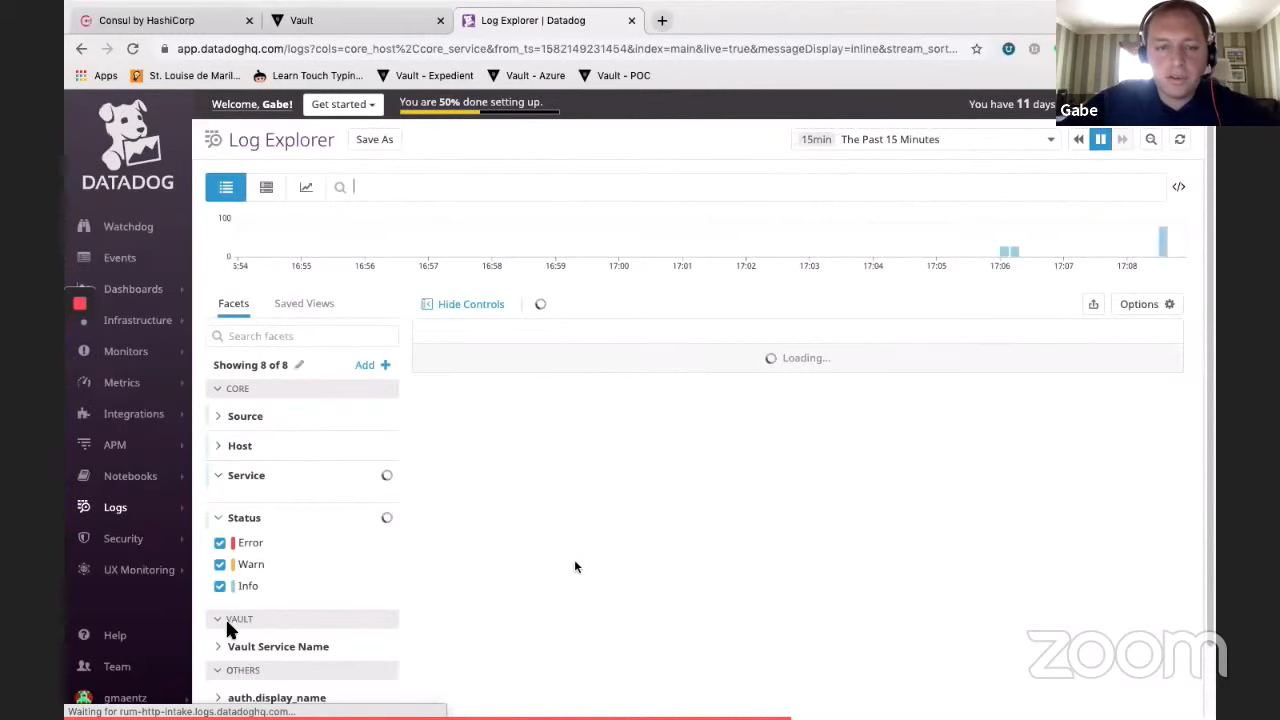 Consul by HashiCorp
Vault
Log Explorer | Datadog
app.datadoghq.com/logs?cols=core_host%2Ccore_service&from_ts=1582149231454&index=main&live=true&messageDisplay=inline&stream_sort...
Apps
St. Louise de Maril...
Learn Touch Typin...
Vault - Expedient
Vault - Azure
Vault - POC
Gabe
Welcome, Gabe!
Get started
You are 50% done setting up.
You have 11 days
DATADOG
Watchdog
Events
Dashboards
Infrastructure
Monitors
Metrics
Integrations
APM
Notebooks
Logs
Security
UX Monitoring
Help
Team
gmaentz
Log Explorer
Save As
15min The Past 15 Minutes
100
0
5:54 16:55 16:56 16:57 16:58 16:59 17:00 17:01 17:02 17:03 17:04 17:05 17:06 17:07 17:08
Facets
Saved Views
Hide Controls
Options
Search facets
Showing 8 of 8
Add
Loading...
CORE
Source
Host
Service
Status
Error
Warn
Info
VAULT
Vault Service Name
OTHERS
auth.display_name
Waiting for rum-http-intake.logs.datadoghq.com...
zoom